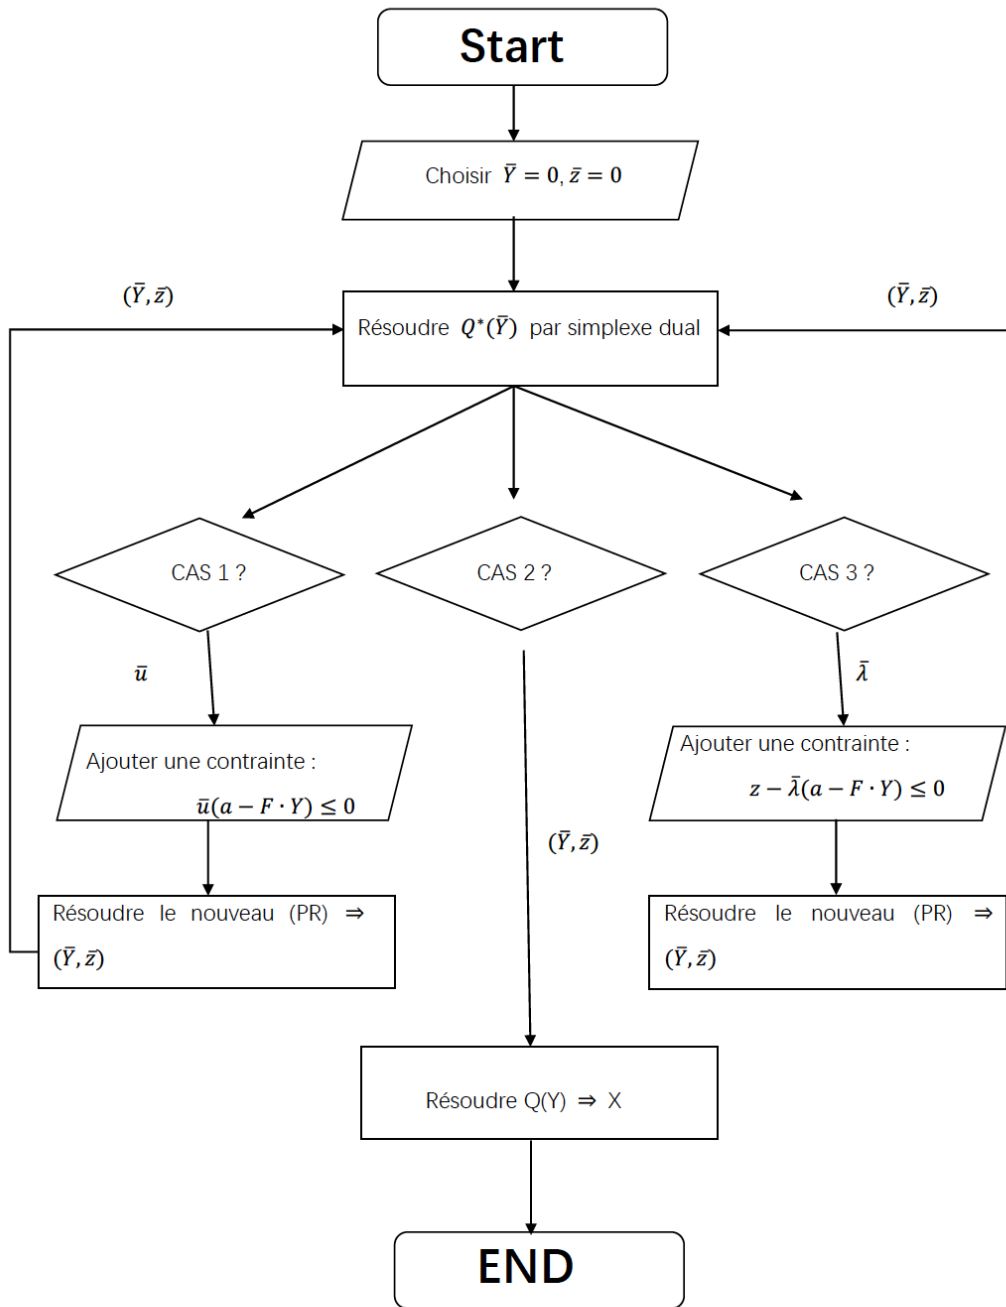 Start
Choisir Ȳ = 0, z̄ = 0
(Ȳ, z̄)
(Ȳ, z̄)
Résoudre Q*(Ȳ) par simplexe dual
CAS 1 ?
CAS 2 ?
CAS 3 ?
ū
λ̄
Ajouter une contrainte :
ū(a − F · Y) ≤ 0
Ajouter une contrainte :
z − λ̄(a − F · Y) ≤ 0
(Ȳ, z̄)
Résoudre le nouveau (PR) ⇒
(Ȳ, z̄)
Résoudre le nouveau (PR) ⇒
(Ȳ, z̄)
Résoudre Q(Y) ⇒ X
END